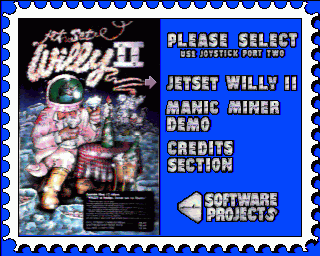 Jet Set
Willy II
PLEASE SELECT
USE JOYSTICK PORT TWO
JETSET WILLY II
MANIC MINER
DEMO
CREDITS
SECTION
SOFTWARE
PROJECTS